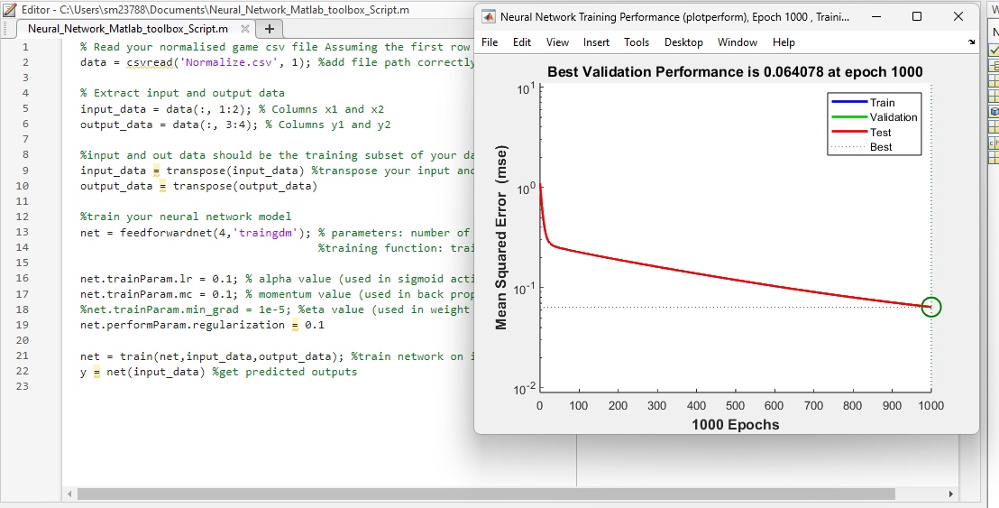 Editor - C:\Users\sm23788\Documents\Neural_Network_Matlab_toolbox_Script.m
Neural_Network_Matlab_toolbox_Script.m
1 % Read your normalised game csv file Assuming the first row
2 data = csvread('Normalize.csv', 1); %add file path correctly
3
4 % Extract input and output data
5 input_data = data(:, 1:2); % Columns x1 and x2
6 output_data = data(:, 3:4); % Columns y1 and y2
7
8 %input and out data should be the training subset of your da
9 input_data = transpose(input_data) %transpose your input and
10 output_data = transpose(output_data)
11
12 %train your neural network model
13 net = feedforwardnet(4,'traingdm'); % parameters: number of
14 %training function: trai
15
16 net.trainParam.lr = 0.1; % alpha value (used in sigmoid acti
17 net.trainParam.mc = 0.1; % momentum value (used in back prop
18 %net.trainParam.min_grad = 1e-5; %eta value (used in weight
19 net.performParam.regularization = 0.1
20
21 net = train(net,input_data,output_data); %train network on i
22 y = net(input_data) %get predicted outputs
23
Neural Network Training Performance (plotperform), Epoch 1000 , Traini...
File Edit View Insert Tools Desktop Window Help
Best Validation Performance is 0.064078 at epoch 1000
Train
Validation
Test
Best
Mean Squared Error (mse)
10^1
10^0
10^-1
10^-2
0 100 200 300 400 500 600 700 800 900 1000
1000 Epochs
W
N